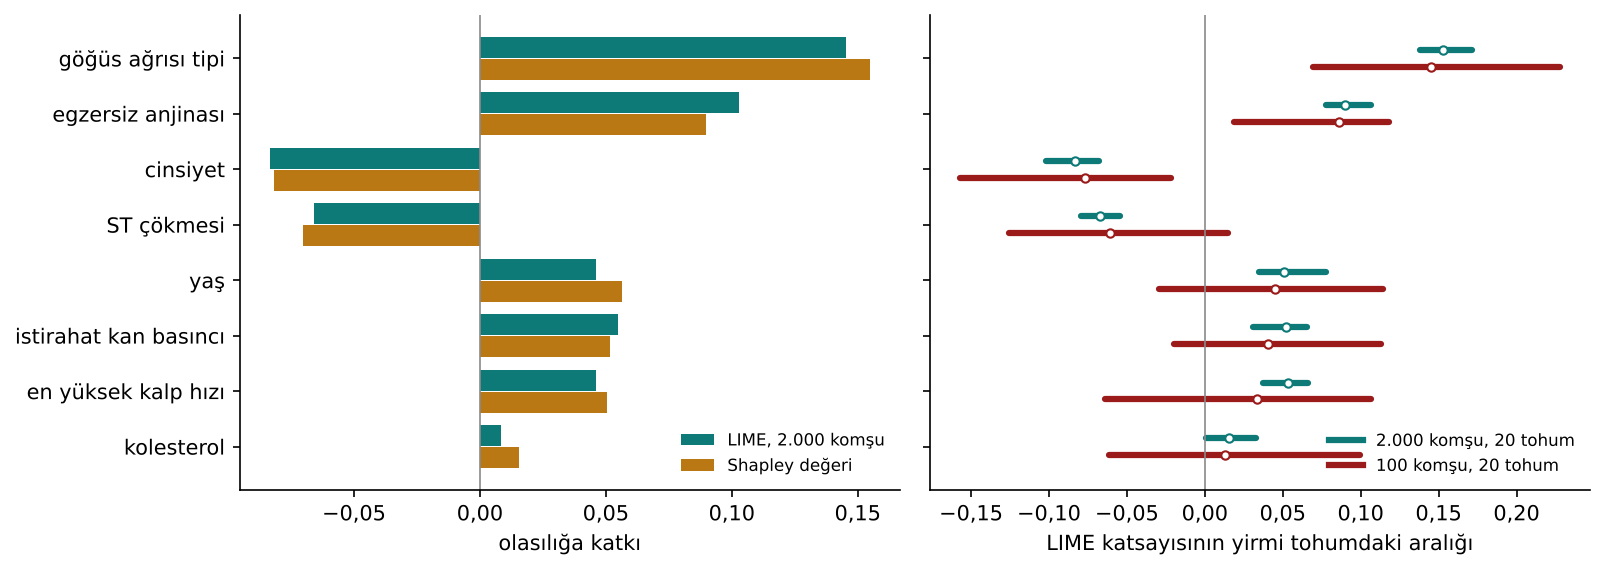 göğüs ağrısı tipi
egzersiz anjinası
cinsiyet
ST çökmesi
yaş
istirahat kan basıncı
en yüksek kalp hızı
kolesterol
LIME, 2.000 komşu
Shapley değeri
−0,05 0,00 0,05 0,10 0,15
olasılığa katkı
2.000 komşu, 20 tohum
100 komşu, 20 tohum
−0,15 −0,10 −0,05 0,00 0,05 0,10 0,15 0,20
LIME katsayısının yirmi tohumdaki aralığı